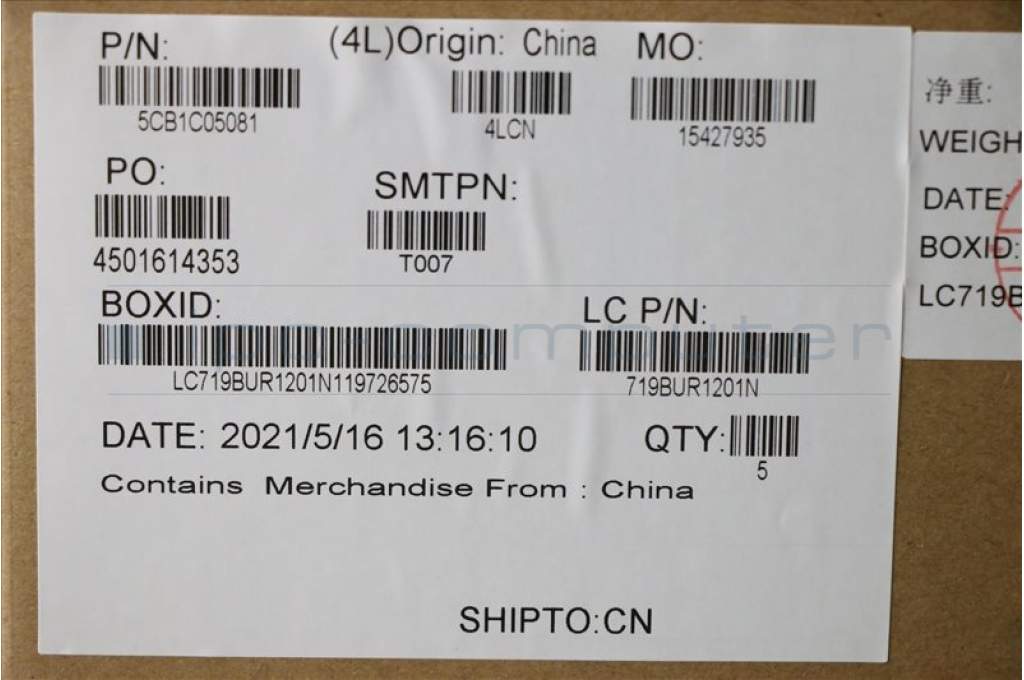 P/N:
5CB1C05081
(4L)Origin: China
4LCN
MO:
15427935
PO:
4501614353
SMTPN:
T007
BOXID:
LC719BUR1201N119726575
LC P/N:
719BUR1201N
DATE: 2021/5/16 13:16:10
QTY:
5
Contains Merchandise From : China
SHIPTO:CN
净重:
WEIGH
DATE:
BOXID:
LC719B